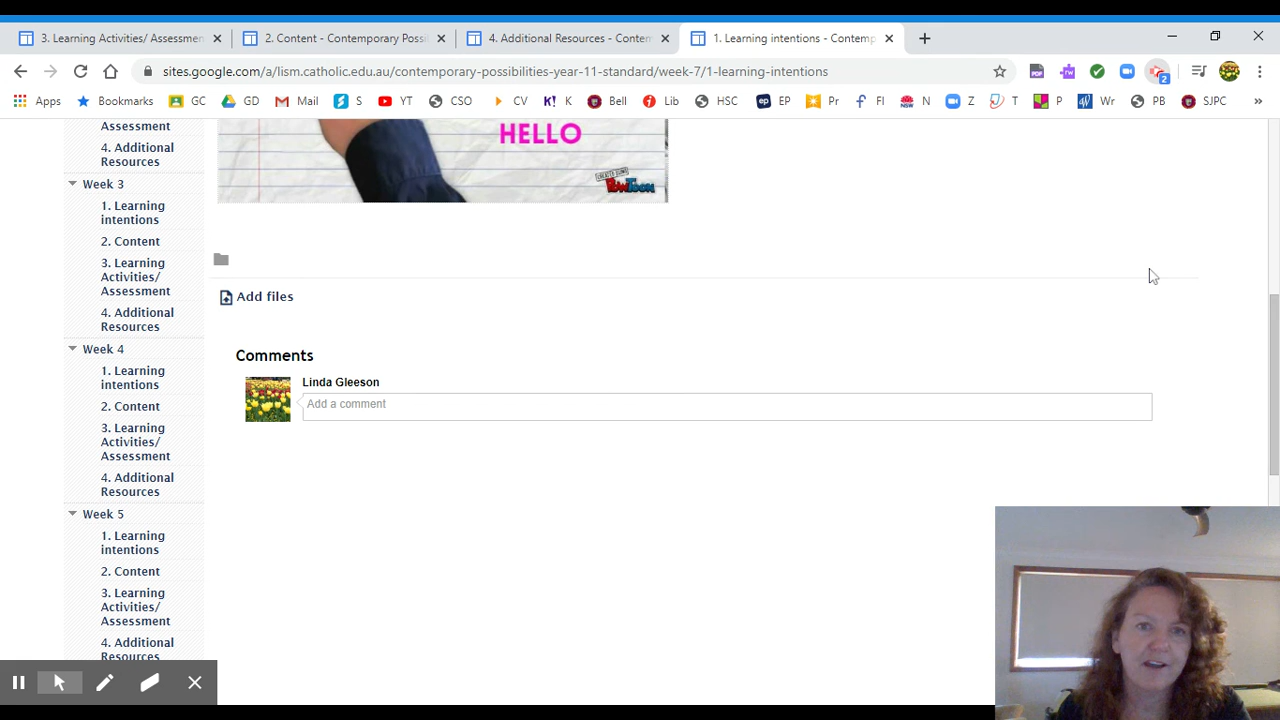 3. Learning Activities/ Assessmen
2. Content - Contemporary Possi
4. Additional Resources - Contem
1. Learning intentions - Contemp
sites.google.com/a/lism.catholic.edu.au/contemporary-possibilities-year-11-standard/week-7/1-learning-intentions
2
Apps
Bookmarks
GC
GD
Mail
S
YT
CSO
CV
K! K
Bell
Lib
HSC
ep EP
Pr
FI
N
Z
T
P
Wr
PB
SJPC
»
Assessment
4. Additional
Resources
Week 3
1. Learning
intentions
2. Content
3. Learning
Activities/
Assessment
4. Additional
Resources
Week 4
1. Learning
intentions
2. Content
3. Learning
Activities/
Assessment
4. Additional
Resources
Week 5
1. Learning
intentions
2. Content
3. Learning
Activities/
Assessment
4. Additional
Resources
HELLO
POWTOON
Add files
Comments
Linda Gleeson
Add a comment